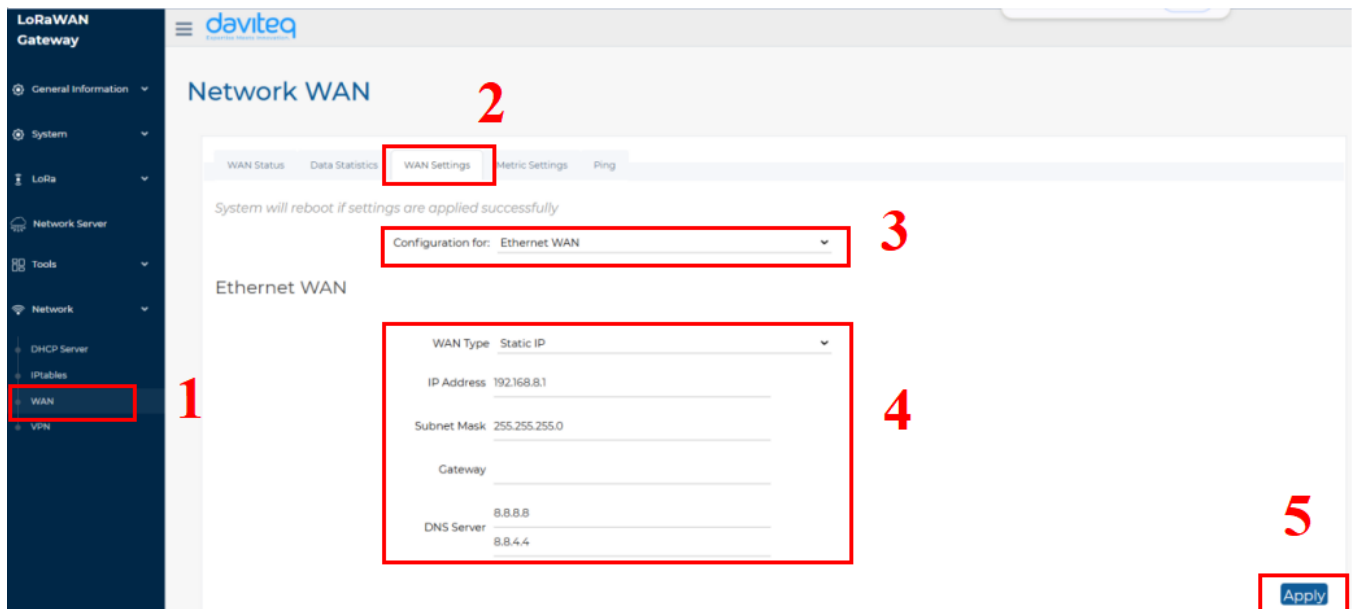 LoRaWAN
Gateway
General Information
System
LoRa
Network Server
Tools
Network
DHCP Server
IPtables
WAN
VPN
1
daviteq
Network WAN
2
WAN Status Data Statistics WAN Settings Metric Settings Ping
System will reboot if settings are applied successfully
Configuration for: Ethernet WAN
3
Ethernet WAN
WAN Type Static IP
IP Address 192.168.8.1
Subnet Mask 255.255.255.0
4
Gateway
DNS Server
8.8.8.8
8.8.4.4
5
Apply